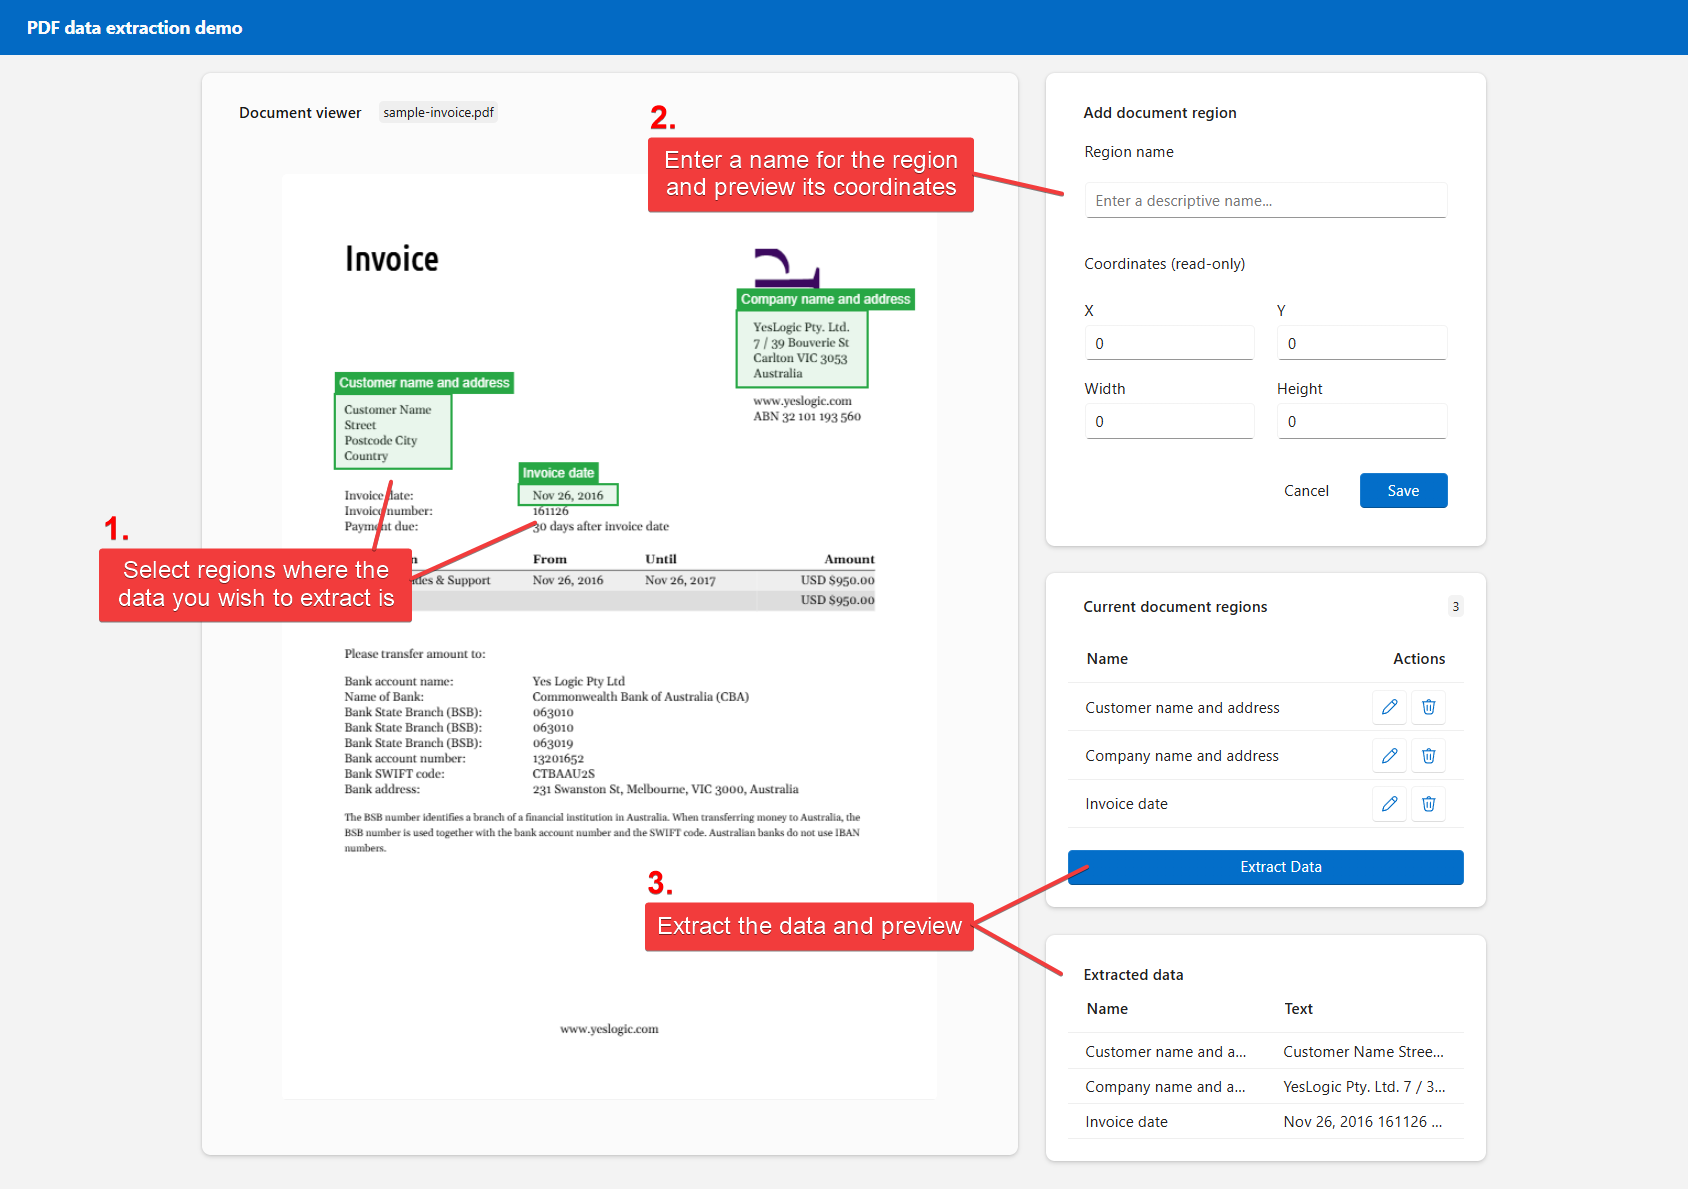 PDF data extraction demo
Document viewer
sample-invoice.pdf
2.
Enter a name for the region
and preview its coordinates
Invoice
Company name and address
YesLogic Pty. Ltd.
7 / 39 Bouverie St
Carlton VIC 3053
Australia
www.yeslogic.com
ABN 32 101 193 560
Customer name and address
Customer Name
Street
Postcode City
Country
Invoice date
Invoice date:
Nov 26, 2016
Invoice number:
161126
Payment due:
30 days after invoice date
1.
Select regions where the
data you wish to extract is
From
Until
Amount
& Support
Nov 26, 2016
Nov 26, 2017
USD $950.00
USD $950.00
Please transfer amount to:
Bank account name:
Yes Logic Pty Ltd
Name of Bank:
Commonwealth Bank of Australia (CBA)
Bank State Branch (BSB):
063010
Bank State Branch (BSB):
063010
Bank State Branch (BSB):
063019
Bank account number:
13201652
Bank SWIFT code:
CTBAAU2S
Bank address:
231 Swanston St, Melbourne, VIC 3000, Australia
The BSB number identifies a branch of a financial institution in Australia. When transferring money to Australia, the
BSB number is used together with the bank account number and the SWIFT code. Australian banks do not use IBAN
numbers.
3.
Extract the data and preview
www.yeslogic.com
Add document region
Region name
Enter a descriptive name...
Coordinates (read-only)
X
Y
0
0
Width
Height
0
0
Cancel
Save
Current document regions
3
Name
Actions
Customer name and address
Company name and address
Invoice date
Extract Data
Extracted data
Name
Text
Customer name and a...
Customer Name Stree...
Company name and a...
YesLogic Pty. Ltd. 7 / 3...
Invoice date
Nov 26, 2016 161126 ...